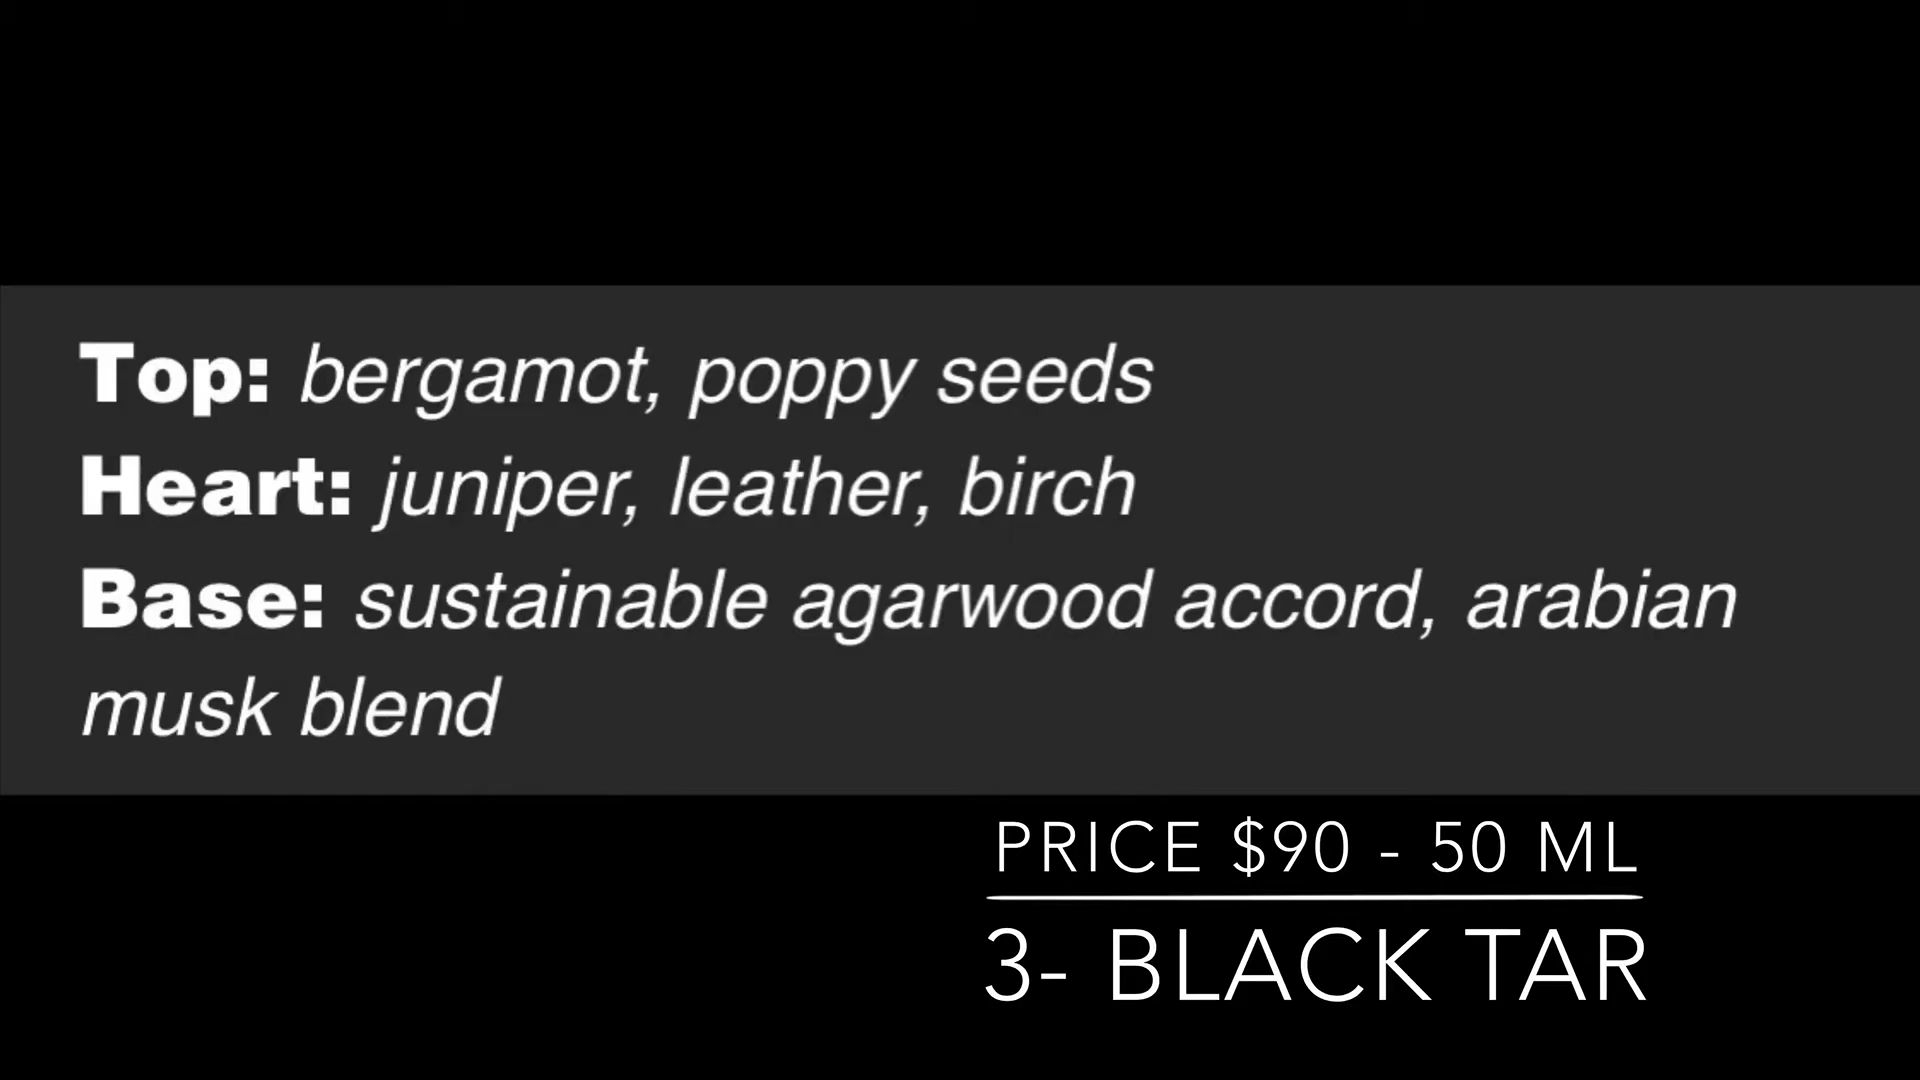 Top: bergamot, poppy seeds
Heart: juniper, leather, birch
Base: sustainable agarwood accord, arabian
musk blend
PRICE $90 - 50 ML
3- BLACK TAR